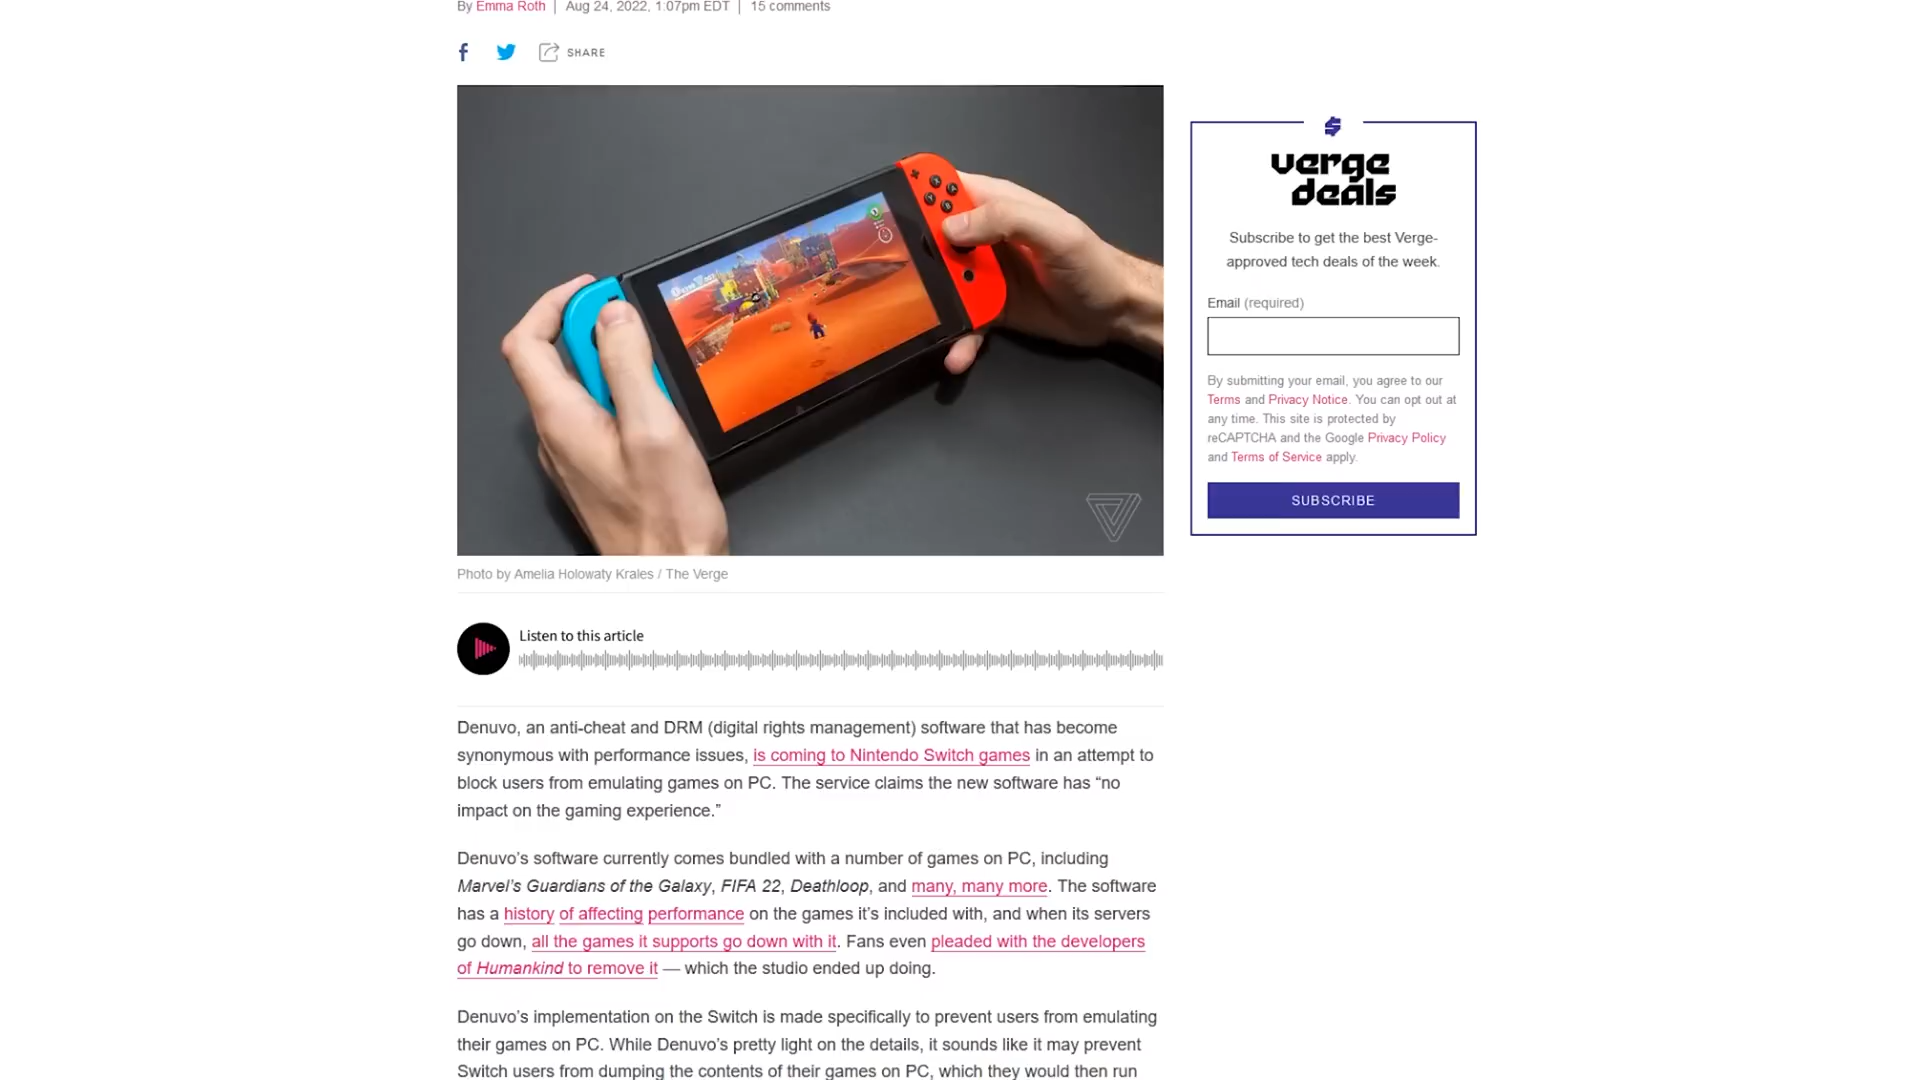 By Emma Roth | Aug 24, 2022, 1:07pm EDT | 15 comments
SHARE
verge
deals
Subscribe to get the best Verge-
approved tech deals of the week.
Email (required)
By submitting your email, you agree to our
Terms and Privacy Notice. You can opt out at
any time. This site is protected by
reCAPTCHA and the Google Privacy Policy
and Terms of Service apply.
SUBSCRIBE
Photo by Amelia Holowaty Krales / The Verge
Listen to this article
Denuvo, an anti-cheat and DRM (digital rights management) software that has become
synonymous with performance issues, is coming to Nintendo Switch games in an attempt to
block users from emulating games on PC. The service claims the new software has “no
impact on the gaming experience.”
Denuvo’s software currently comes bundled with a number of games on PC, including
Marvel’s Guardians of the Galaxy, FIFA 22, Deathloop, and many, many more. The software
has a history of affecting performance on the games it’s included with, and when its servers
go down, all the games it supports go down with it. Fans even pleaded with the developers
of Humankind to remove it — which the studio ended up doing.
Denuvo’s implementation on the Switch is made specifically to prevent users from emulating
their games on PC. While Denuvo’s pretty light on the details, it sounds like it may prevent
Switch users from dumping the contents of their games on PC, which they would then run